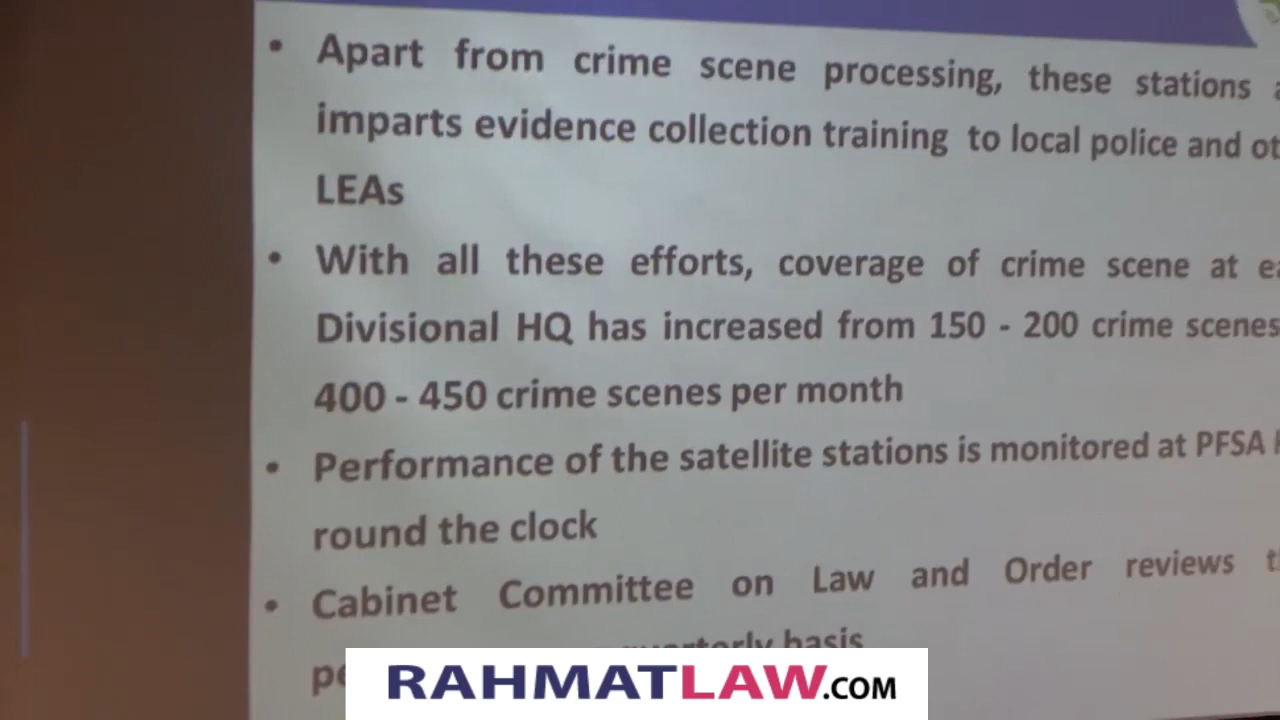 • Apart from crime scene processing, these stations
imparts evidence collection training to local police and
LEAs
• With all these efforts, coverage of crime scene at
Divisional HQ has increased from 150 - 200 crime scenes
400 - 450 crime scenes per month
• Performance of the satellite stations is monitored at PFSA
round the clock
• Cabinet Committee on Law and Order reviews
quarterly basis
RAHMATLAW.COM